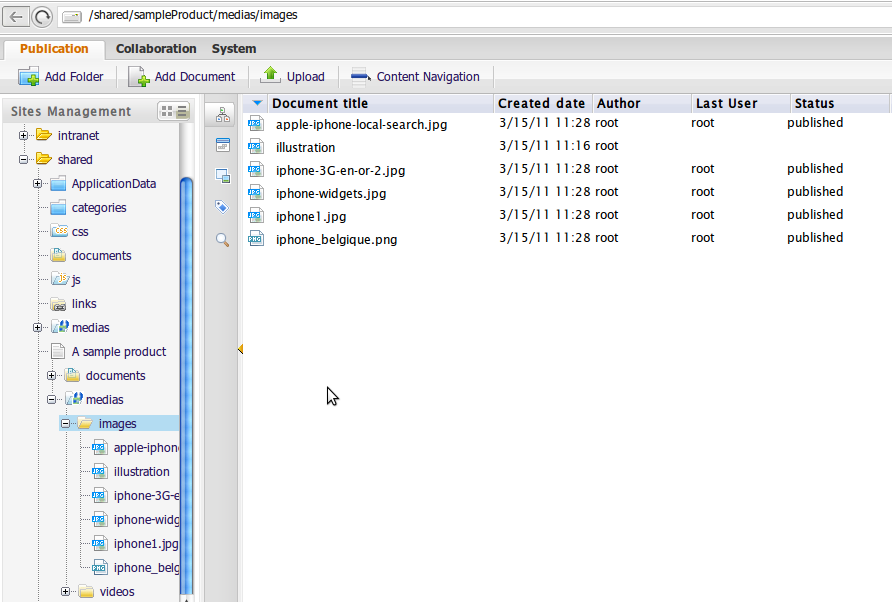 /shared/sampleProduct/medias/images
Publication Collaboration System
Add Folder Add Document Upload Content Navigation
Sites Management
intranet
shared
ApplicationData
categories
css
documents
js
links
medias
A sample product
documents
medias
images
apple-iphon
illustration
iphone-3G-e
iphone-widg
iphone1.jpg
iphone_belg
videos
Document title Created date Author Last User Status
apple-iphone-local-search.jpg 3/15/11 11:28 root root published
illustration 3/15/11 11:16 root
iphone-3G-en-or-2.jpg 3/15/11 11:28 root root published
iphone-widgets.jpg 3/15/11 11:28 root root published
iphone1.jpg 3/15/11 11:28 root root published
iphone_belgique.png 3/15/11 11:28 root root published